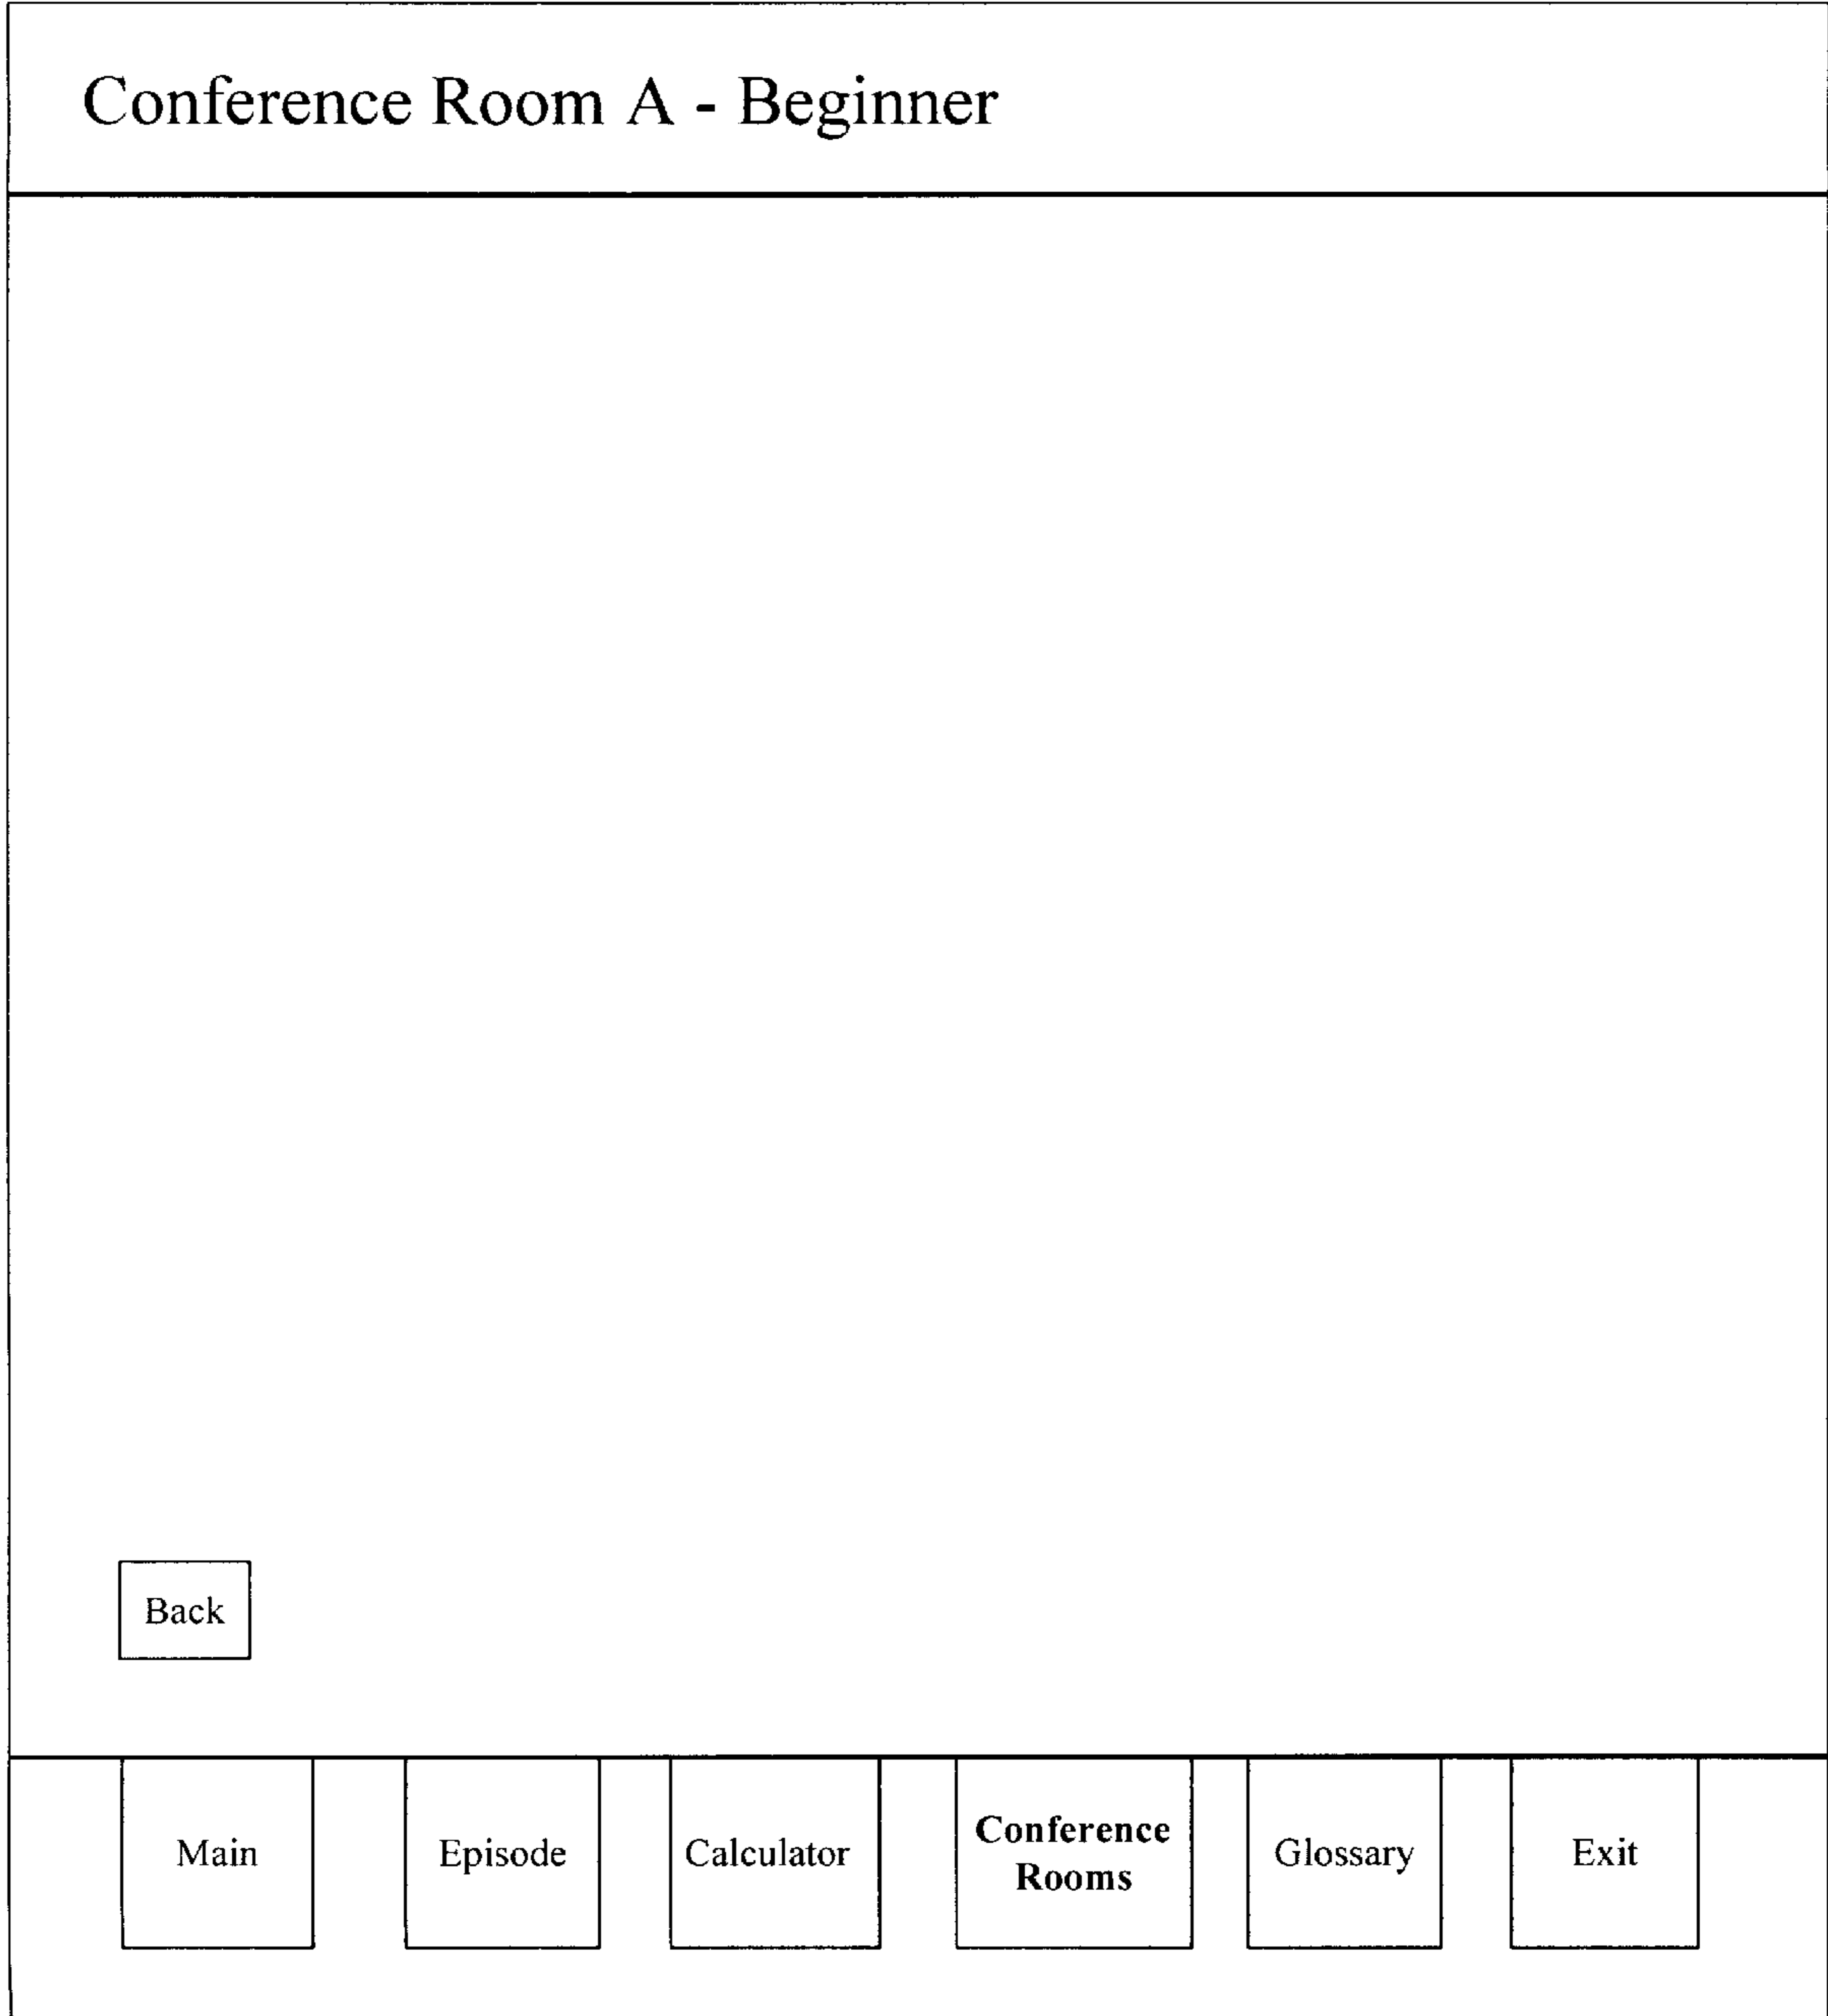 Conference Room A - Beginner
Back
Main
Episode
Calculator
Conference
Rooms
Glossary
Exit